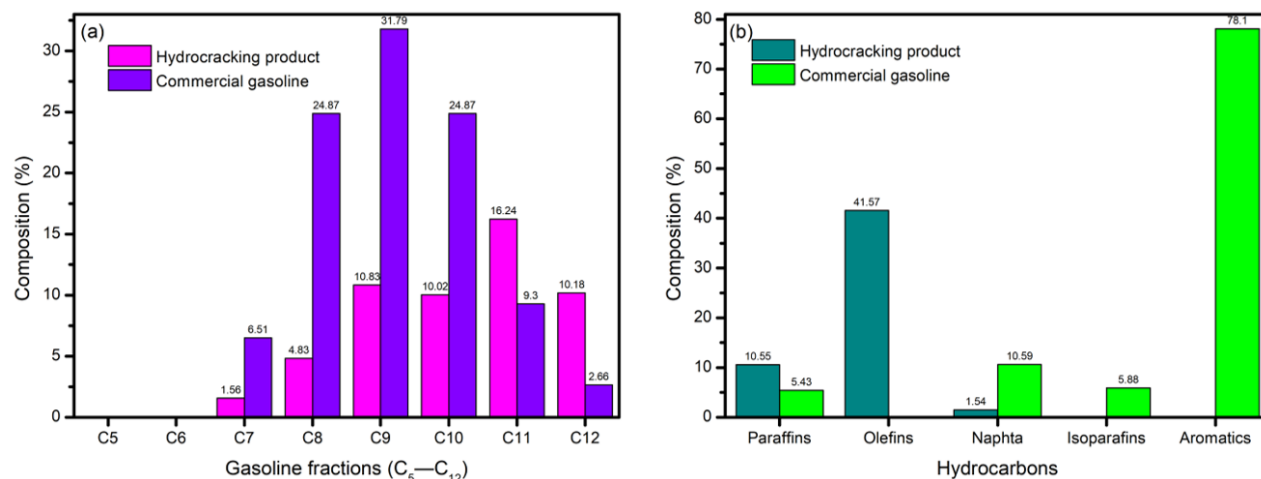 (a)
Hydrocracking product
Commercial gasoline
Composition (%)
30
25
20
15
10
5
0
1.56
6.51
4.83
24.87
10.83
31.79
10.02
24.87
16.24
9.3
10.18
2.66
C5 C6 C7 C8 C9 C10 C11 C12
Gasoline fractions (C₅—C₁₂)
(b)
Hydrocracking product
Commercial gasoline
Composition (%)
80
70
60
50
40
30
20
10
0
10.55
5.43
41.57
1.54
10.59
5.88
78.1
Paraffins Olefins Naphta Isoparafins Aromatics
Hydrocarbons